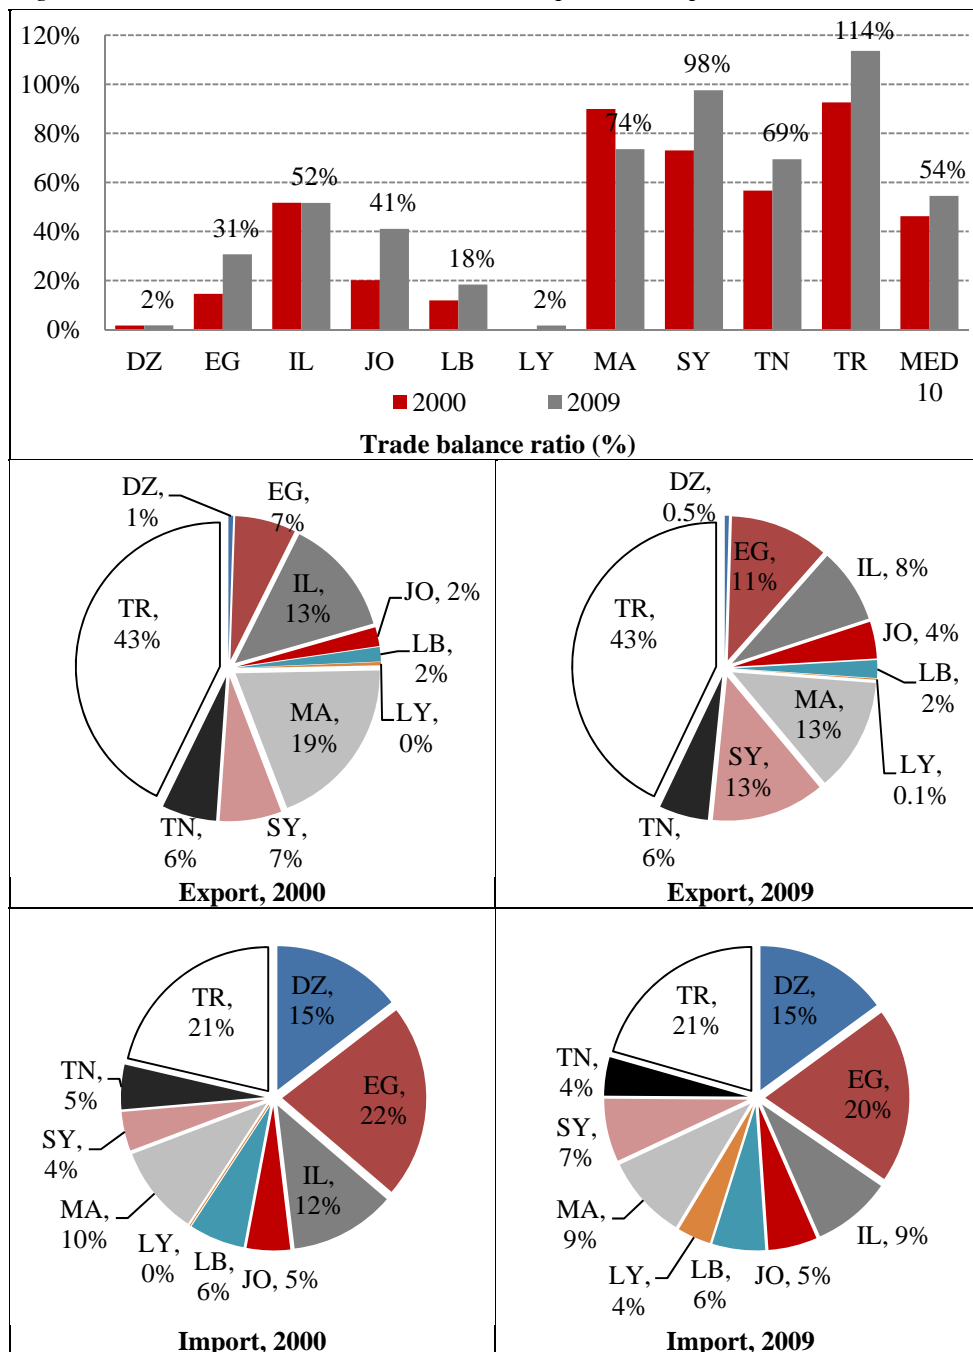 120%
100%
80%
60%
40%
20%
0%
2%
31%
52%
41%
18%
2%
74%
98%
69%
114%
54%
DZ EG IL JO LB LY MA SY TN TR MED
10
2000 2009
Trade balance ratio (%)
DZ,
1%
EG,
7%
IL,
13%
JO, 2%
LB,
2%
LY,
0%
MA,
19%
SY,
7%
TN,
6%
TR,
43%
Export, 2000
DZ,
0.5%
EG,
11%
IL, 8%
JO, 4%
LB,
2%
LY,
0.1%
MA,
13%
SY,
13%
TN,
6%
TR,
43%
Export, 2009
DZ,
15%
EG,
22%
IL,
12%
JO, 5%
LB,
6%
LY,
0%
MA,
10%
SY,
4%
TN,
5%
TR,
21%
Import, 2000
DZ,
15%
EG,
20%
IL, 9%
JO, 5%
LB,
6%
LY,
4%
MA,
9%
SY,
7%
TN,
4%
TR,
21%
Import, 2009